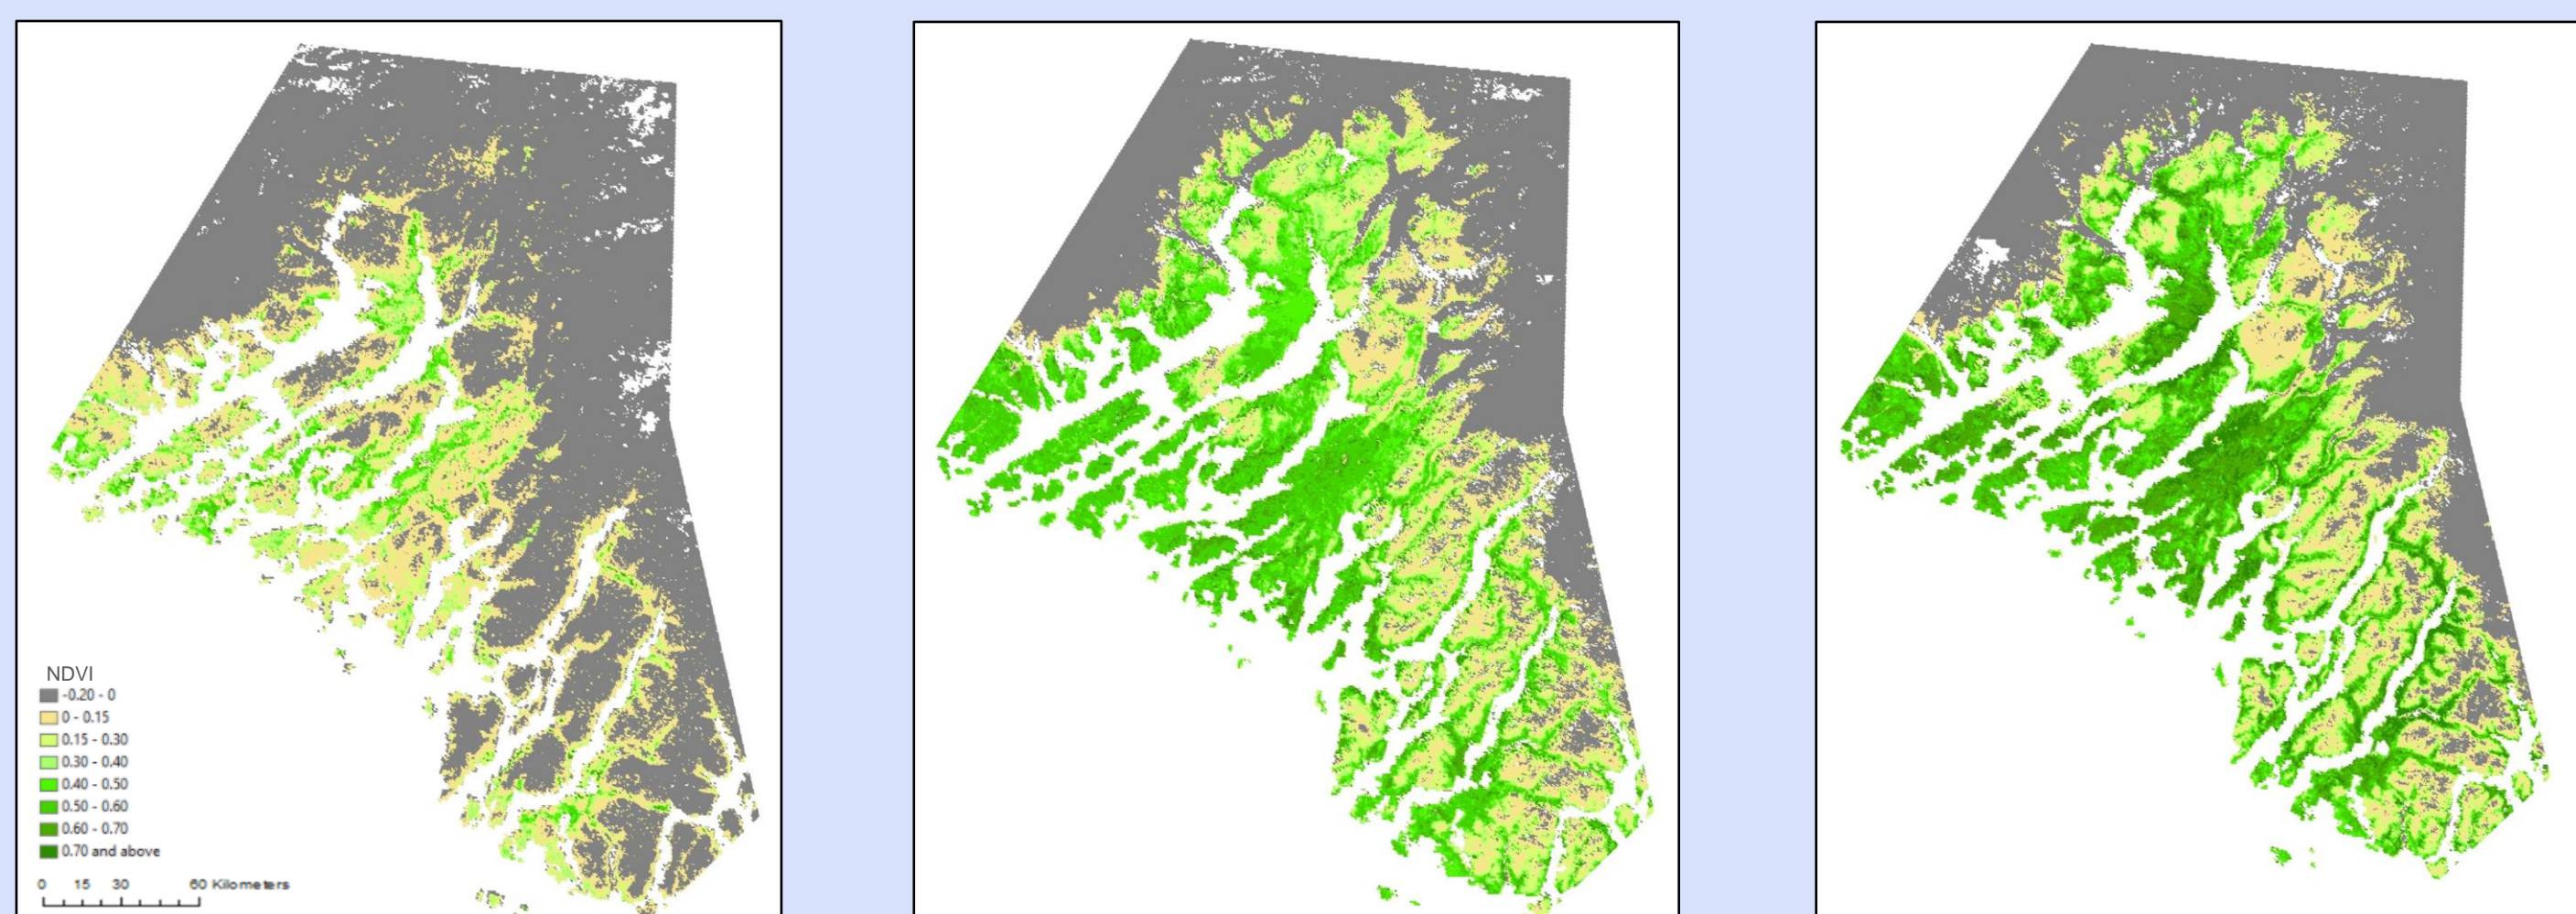 NDVI
-0.20 - 0
0 - 0.15
0.15 - 0.30
0.30 - 0.40
0.40 - 0.50
0.50 - 0.60
0.60 - 0.70
0.70 and above
0 15 30 60 Kilometers